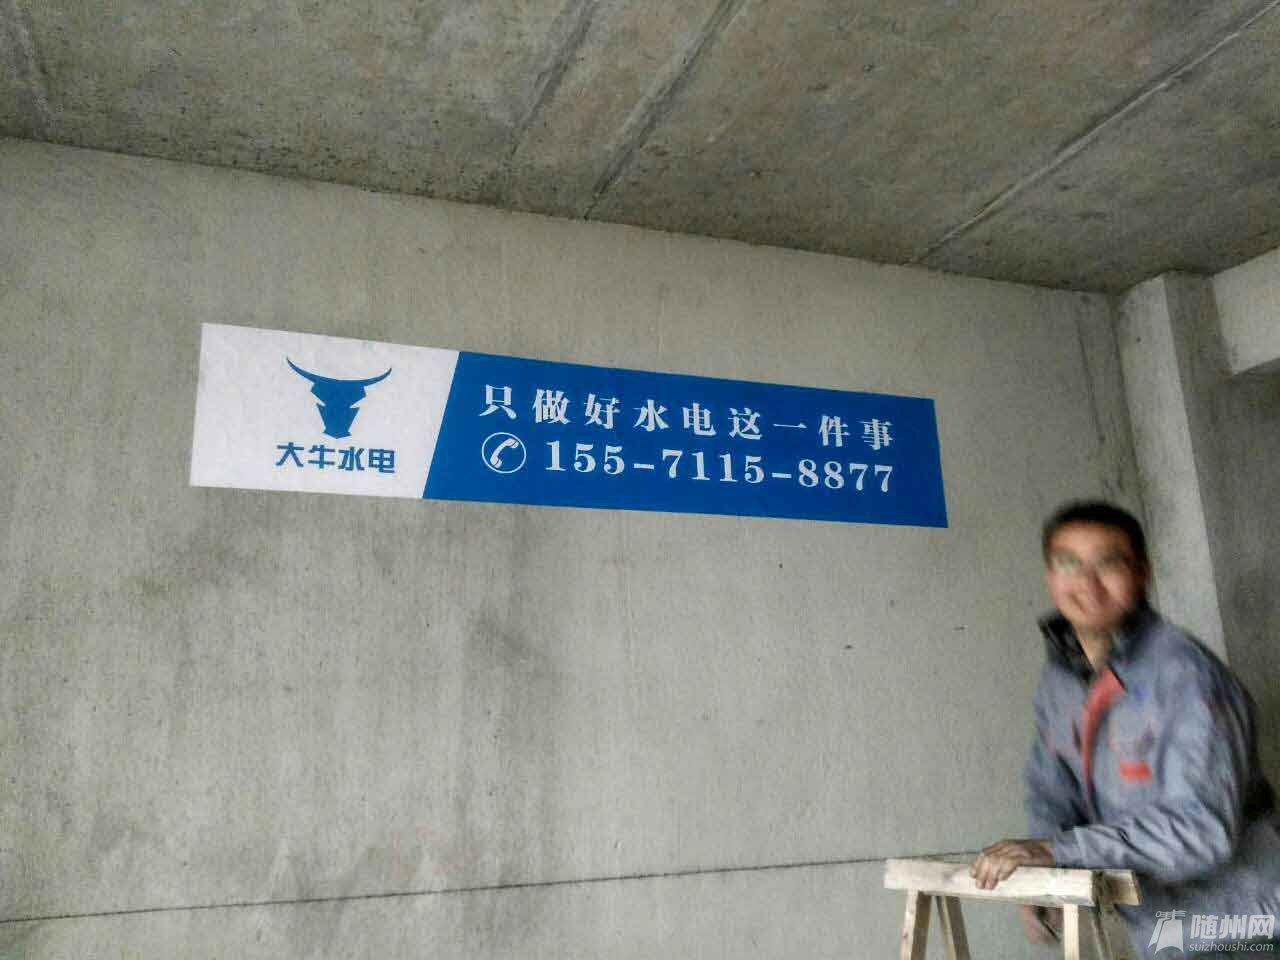 大牛水电
只做好水电这一件事
155-7115-8877
随州网
suizhoushi.com